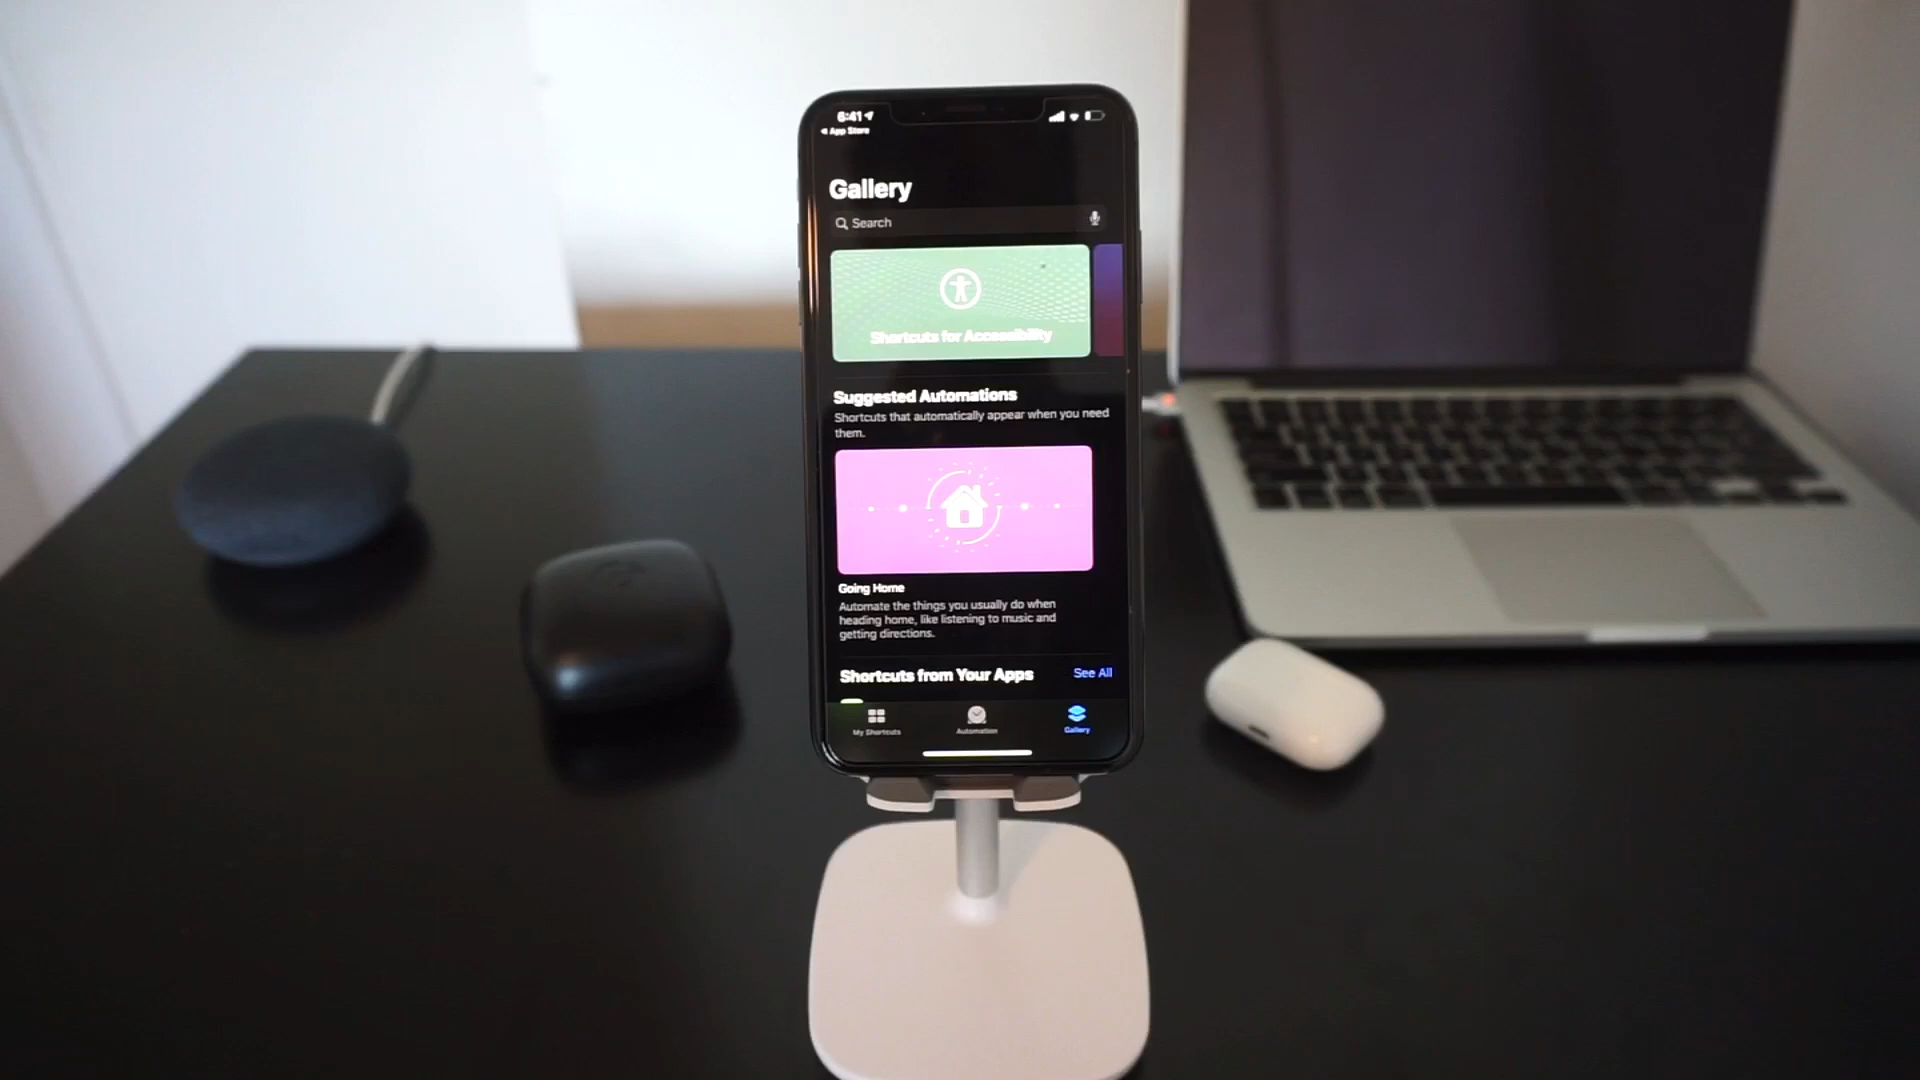 6:41
App Store
Gallery
Search
Shortcuts for Accessibility
Suggested Automations
Shortcuts that automatically appear when you need
them.
Going Home
Automate the things you usually do when
heading home, like listening to music and
getting directions.
Shortcuts from Your Apps
See All
My Shortcuts
Automation
Gallery